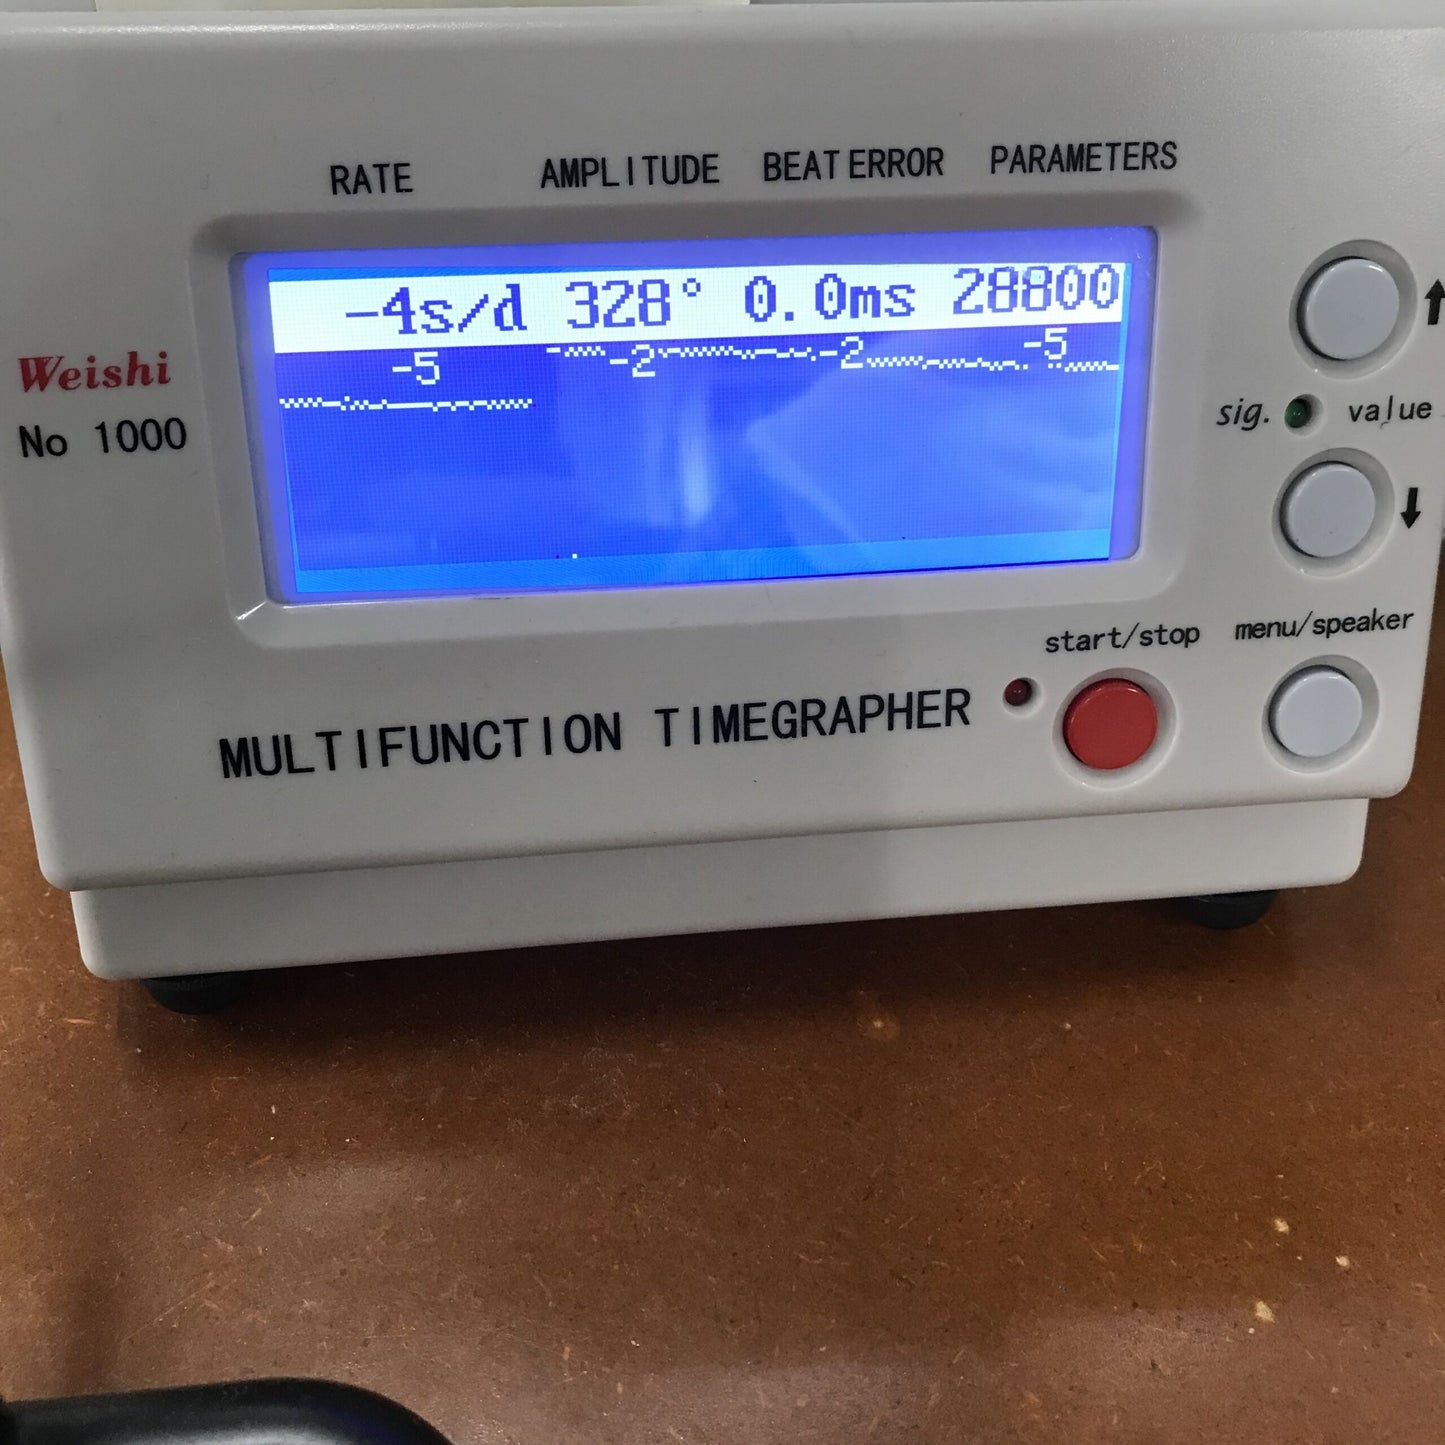 RATE AMPLITUDE BEAT ERROR PARAMETERS
-4s/d 328° 0.0ms 28800
-5 -2 -2 -5
Weishi
No 1000
sig. value
start/stop menu/speaker
MULTIFUNCTION TIMEGRAPHER